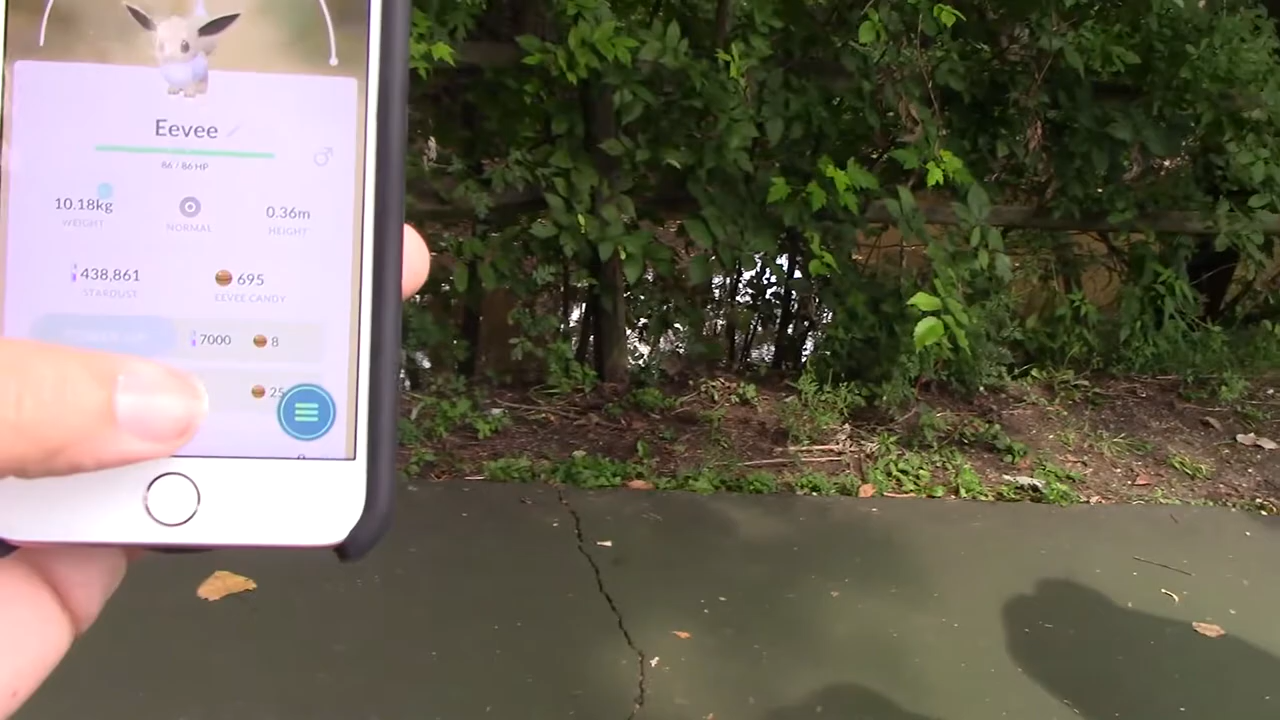 Eevee
86 / 86 HP
10.18kg
WEIGHT
NORMAL
0.36m
HEIGHT
438,861
STARDUST
695
EEVEE CANDY
7000
8
25